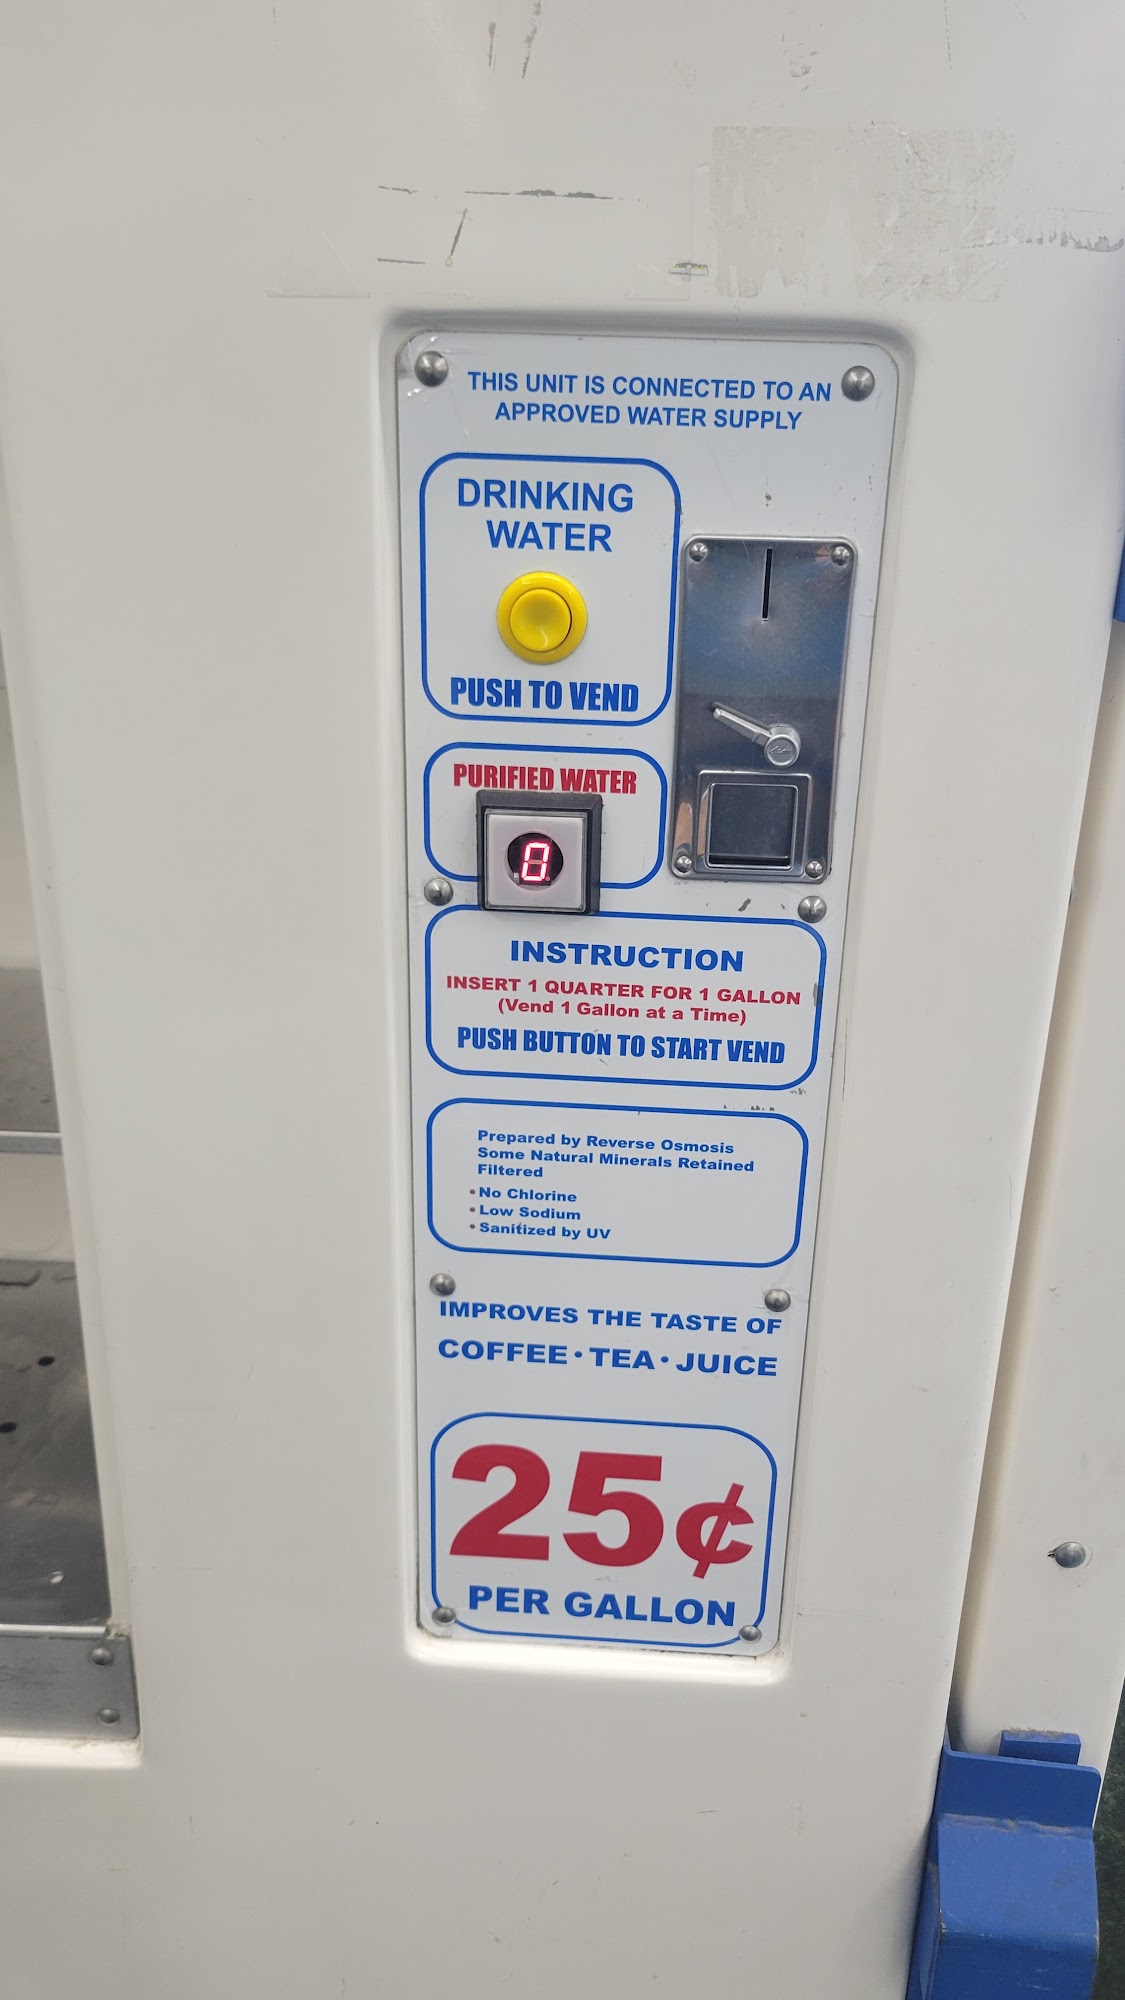 THIS UNIT IS CONNECTED TO AN
APPROVED WATER SUPPLY
DRINKING
WATER
PUSH TO VEND
PURIFIED WATER
0
INSTRUCTION
INSERT 1 QUARTER FOR 1 GALLON
(Vend 1 Gallon at a Time)
PUSH BUTTON TO START VEND
Prepared by Reverse Osmosis
Some Natural Minerals Retained
Filtered
• No Chlorine
• Low Sodium
• Sanitized by UV
IMPROVES THE TASTE OF
COFFEE • TEA • JUICE
25¢
PER GALLON